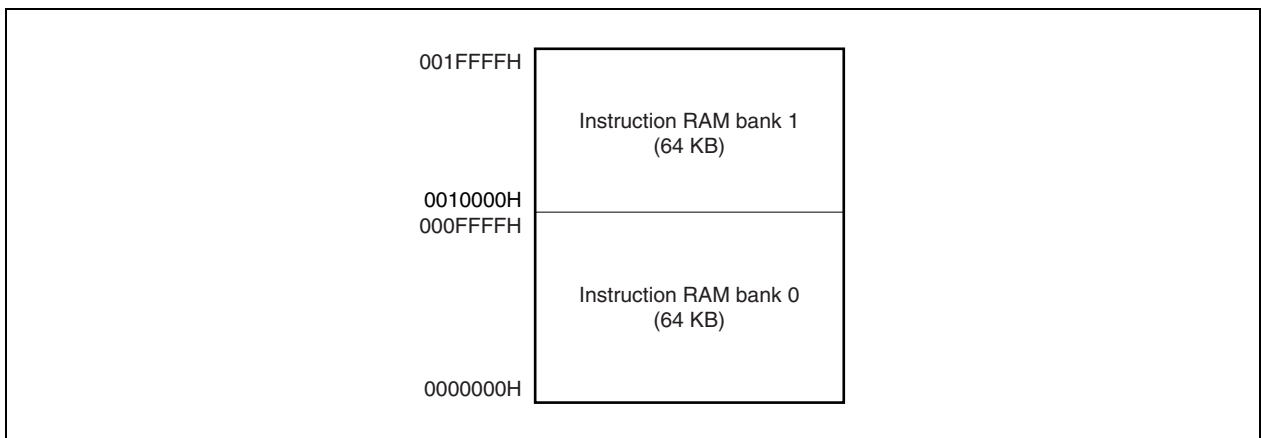 001FFFFH
Instruction RAM bank 1
(64 KB)
0010000H
000FFFFH
Instruction RAM bank 0
(64 KB)
0000000H